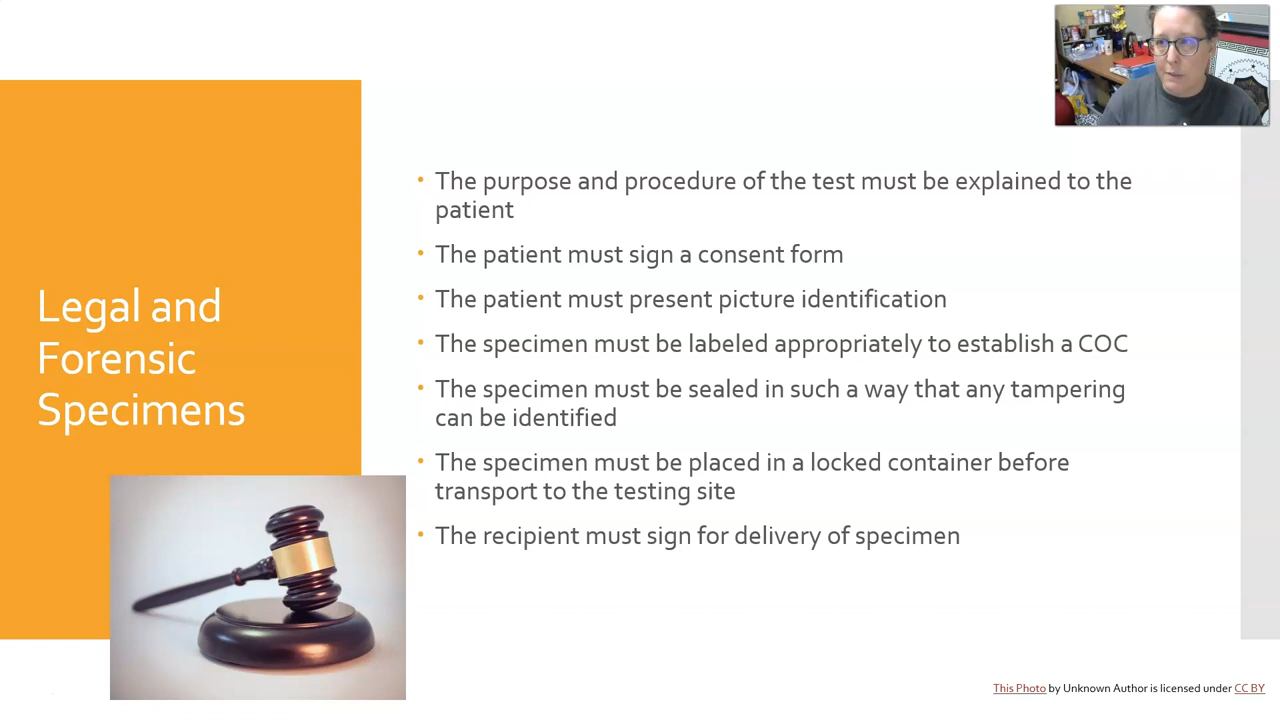 Legal and
Forensic
Specimens
• The purpose and procedure of the test must be explained to the
patient
• The patient must sign a consent form
• The patient must present picture identification
• The specimen must be labeled appropriately to establish a COC
• The specimen must be sealed in such a way that any tampering
can be identified
• The specimen must be placed in a locked container before
transport to the testing site
• The recipient must sign for delivery of specimen
This Photo by Unknown Author is licensed under CC BY